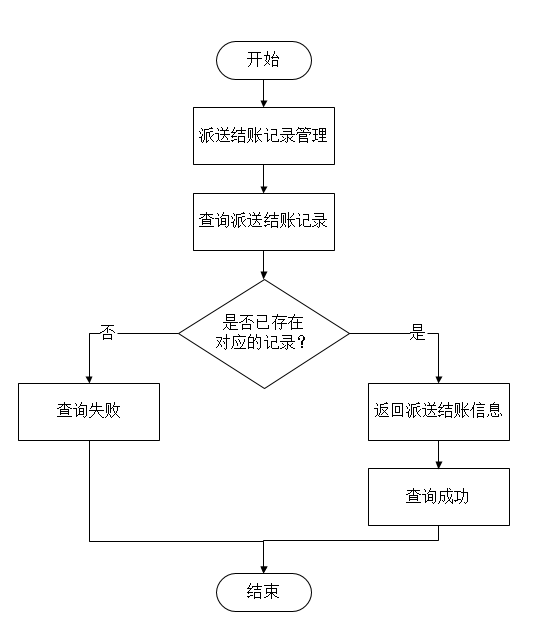 开始
派送结账记录管理
查询派送结账记录
是否已存在
对应的记录？
否
是
查询失败
返回派送结账信息
查询成功
结束